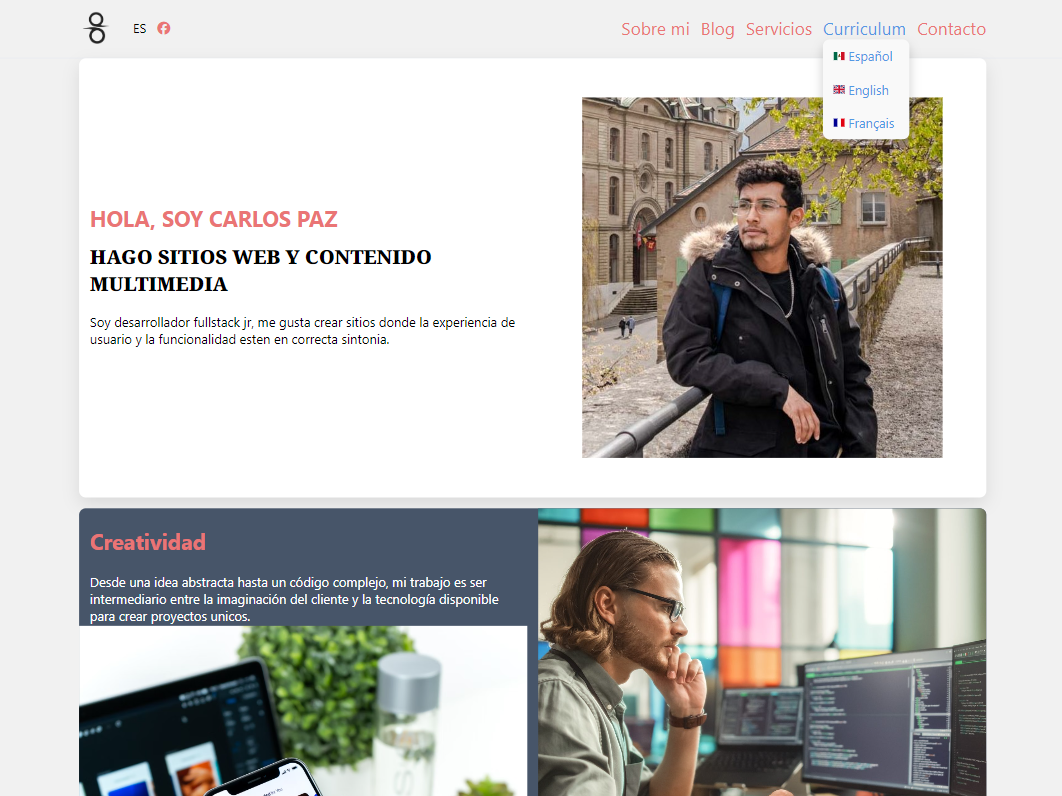 ES
Sobre mi Blog Servicios Curriculum Contacto
Español
English
Français
HOLA, SOY CARLOS PAZ
HAGO SITIOS WEB Y CONTENIDO
MULTIMEDIA
Soy desarrollador fullstack jr, me gusta crear sitios donde la experiencia de
usuario y la funcionalidad esten en correcta sintonia.
Creatividad
Desde una idea abstracta hasta un código complejo, mi trabajo es ser
intermediario entre la imaginación del cliente y la tecnología disponible
para crear proyectos unicos.